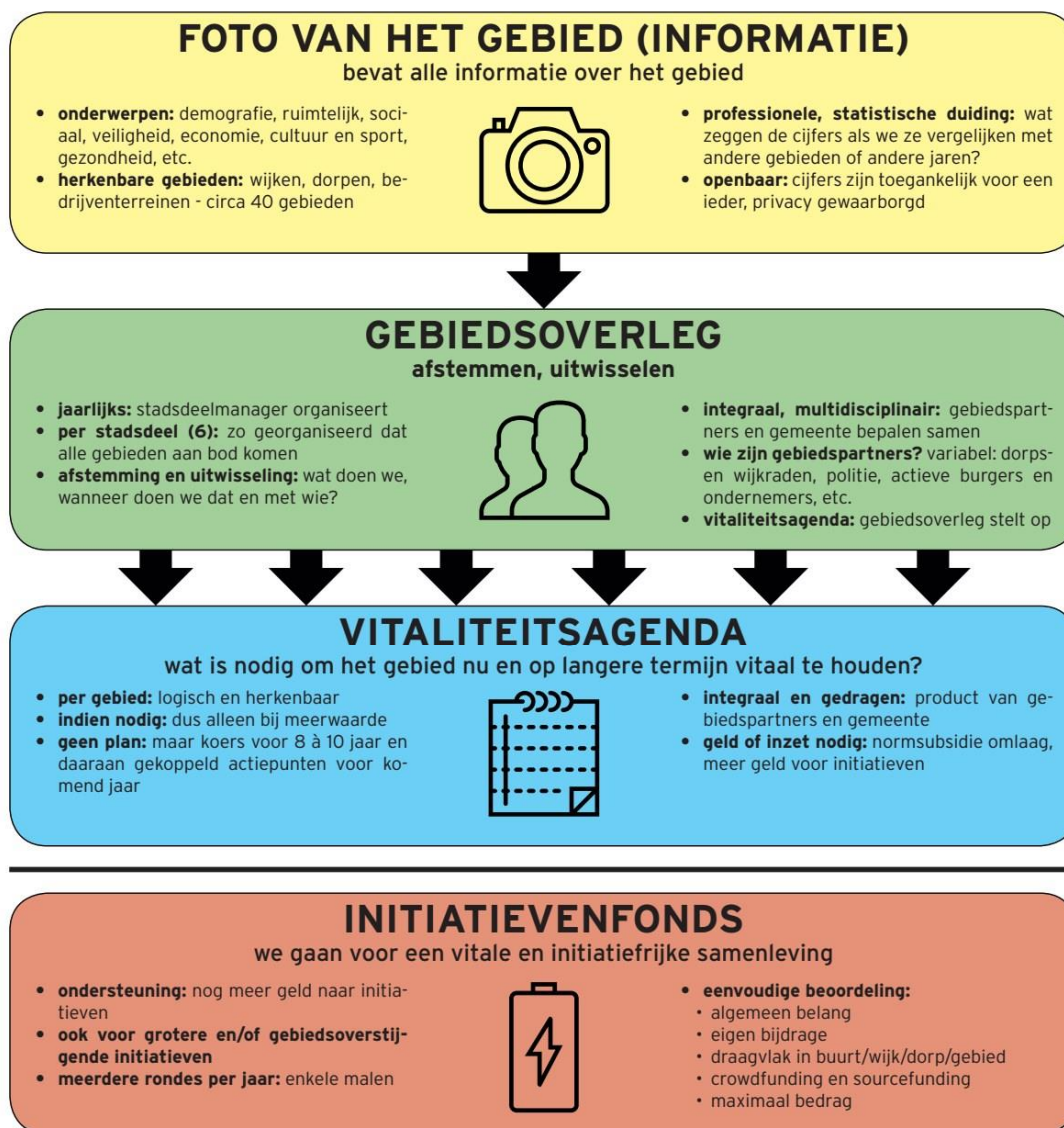 FOTO VAN HET GEBIED (INFORMATIE)
bevat alle informatie over het gebied
• onderwerpen: demografie, ruimtelijk, soci-
aal, veiligheid, economie, cultuur en sport,
gezondheid, etc.
• herkenbare gebieden: wijken, dorpen, be-
drijventerreinen - circa 40 gebieden
• professionele, statistische duiding: wat
zeggen de cijfers als we ze vergelijken met
andere gebieden of andere jaren?
• openbaar: cijfers zijn toegankelijk voor een
ieder, privacy gewaarborgd
GEBIEDSOVERLEG
afstemmen, uitwisselen
• jaarlijks: stadsdeelmanager organiseert
• per stadsdeel (6): zo georganiseerd dat
alle gebieden aan bod komen
• afstemming en uitwisseling: wat doen we,
wanneer doen we dat en met wie?
• integraal, multidisciplinair: gebiedspart-
ners en gemeente bepalen samen
• wie zijn gebiedspartners? variabel: dorps-
en wijkraden, politie, actieve burgers en
ondernemers, etc.
• vitaliteitsagenda: gebiedsoverleg stelt op
VITALITEITSAGENDA
wat is nodig om het gebied nu en op langere termijn vitaal te houden?
• per gebied: logisch en herkenbaar
• indien nodig: dus alleen bij meerwaarde
• geen plan: maar koers voor 8 à 10 jaar en
daaraan gekoppeld actiepunten voor ko-
mend jaar
• integraal en gedragen: product van ge-
biedspartners en gemeente
• geld of inzet nodig: normsubsidie omlaag,
meer geld voor initiatieven
INITIATIEVENFONDS
we gaan voor een vitale en initiatiefrijke samenleving
• ondersteuning: nog meer geld naar initia-
tieven
• ook voor grotere en/of gebiedsoverstij-
gende initiatieven
• meerdere rondes per jaar: enkele malen
• eenvoudige beoordeling:
• algemeen belang
• eigen bijdrage
• draagvlak in buurt/wijk/dorp/gebied
• crowdfunding en sourcefunding
• maximaal bedrag